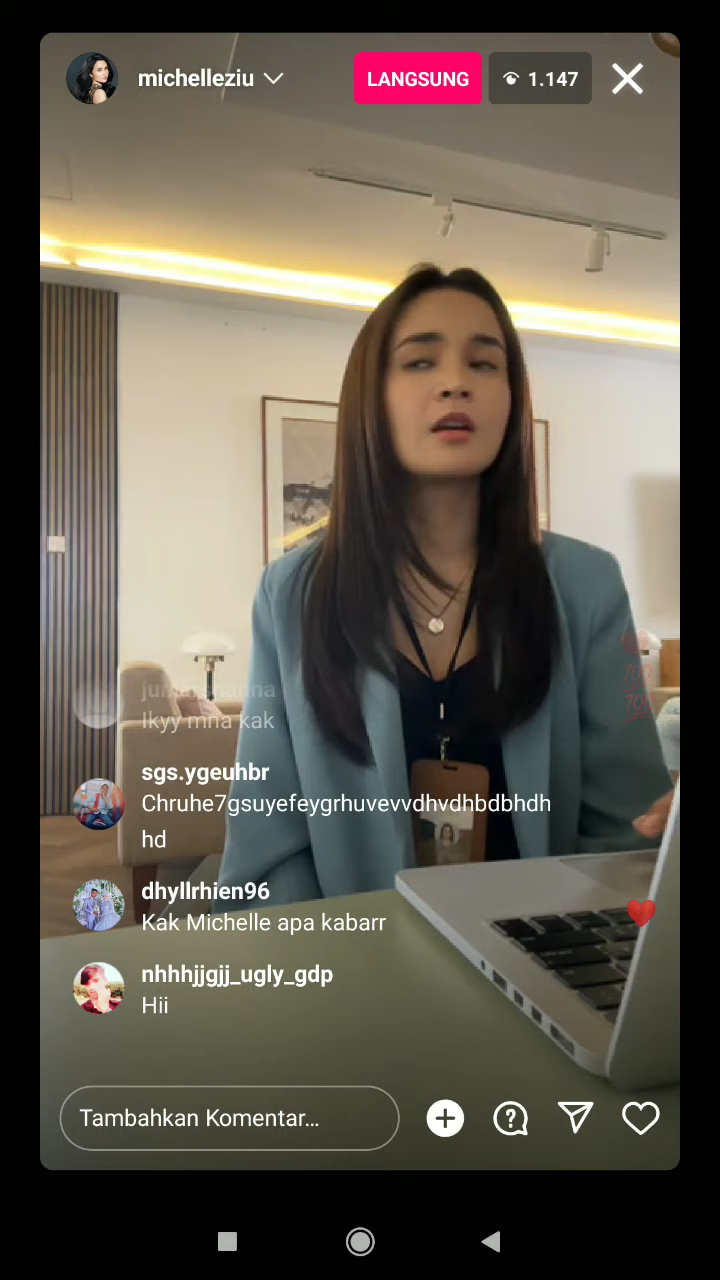 michelleziu
LANGSUNG
1.147
Ikyy mna kak
sgs.ygeuhbr
Chruhe7gsuyefeygrhuvevvdhvdhbdbhdh
hd
dhyllrhien96
Kak Michelle apa kabarr
nhhhjjgjj_ugly_gdp
Hii
Tambahkan Komentar...